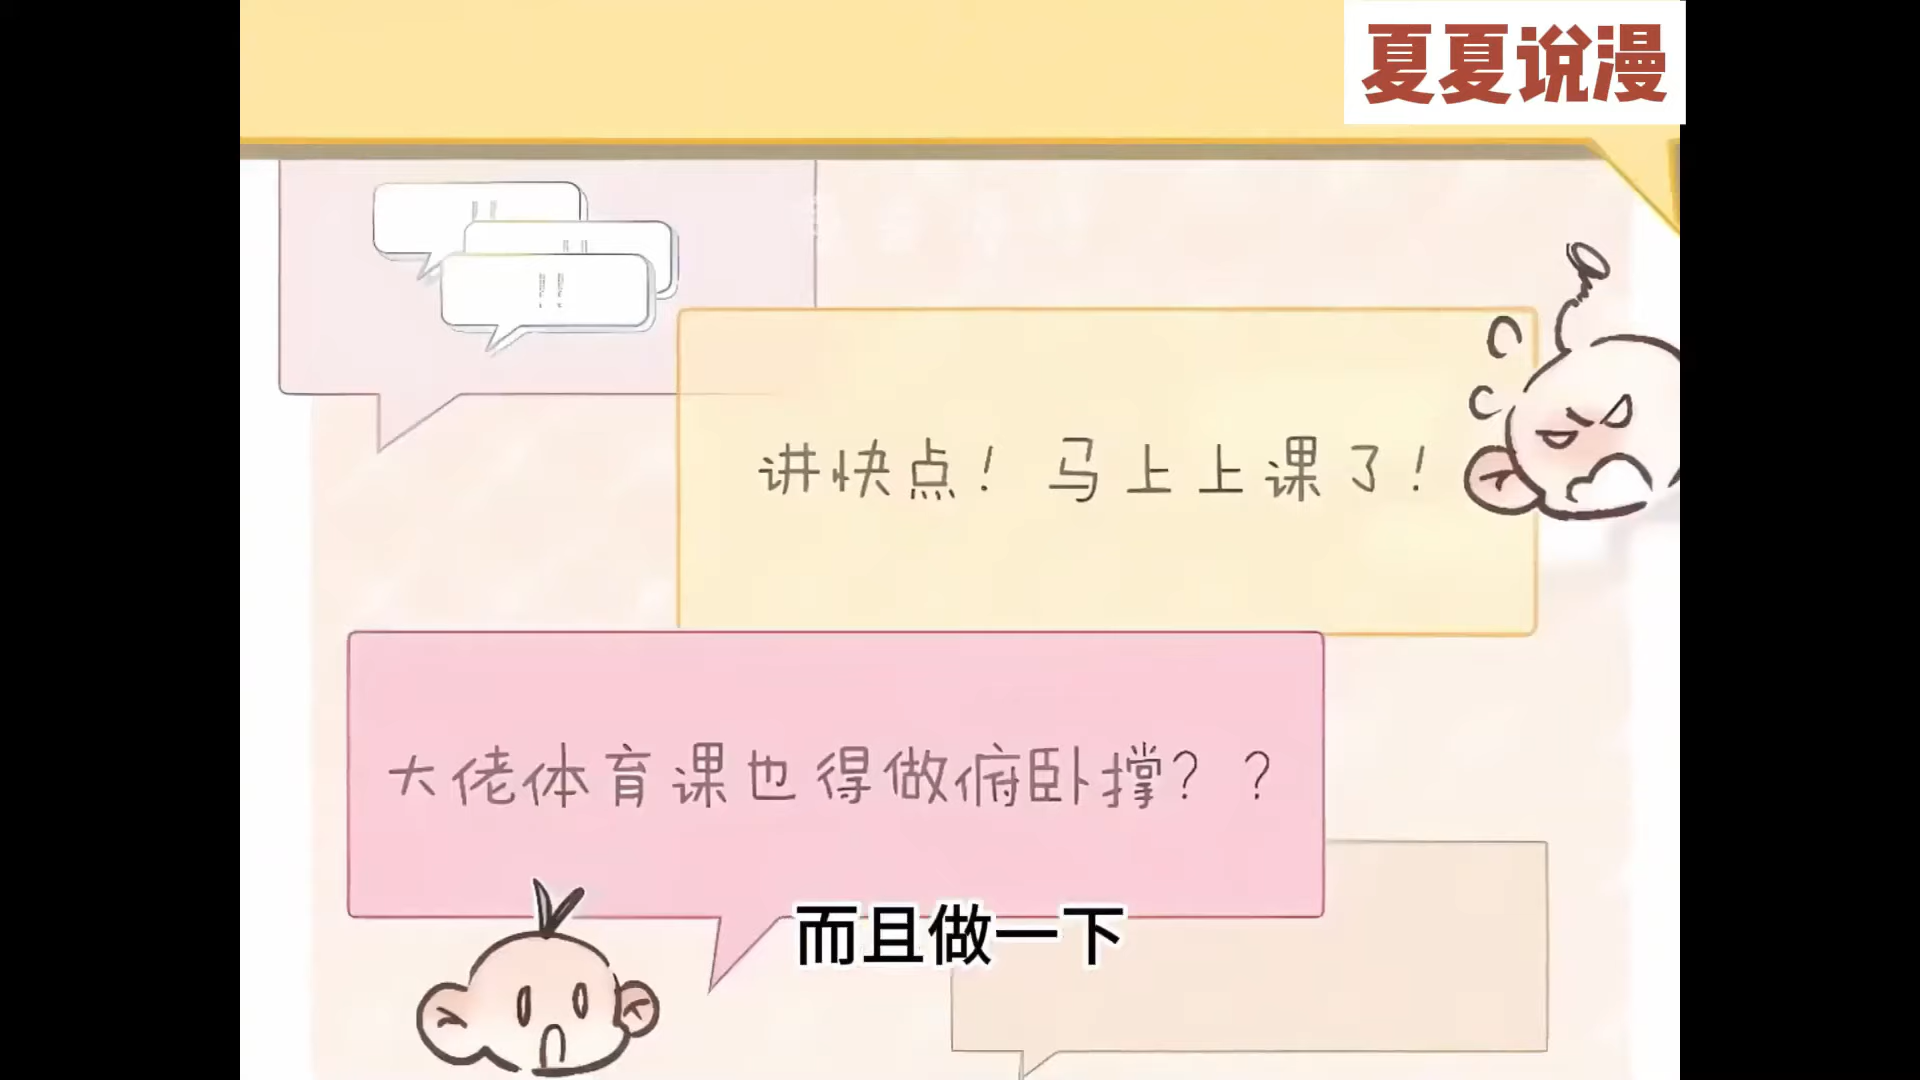 夏夏说漫
讲快点！马上上课了！
大佬体育课也得做俯卧撑？？
而且做一下